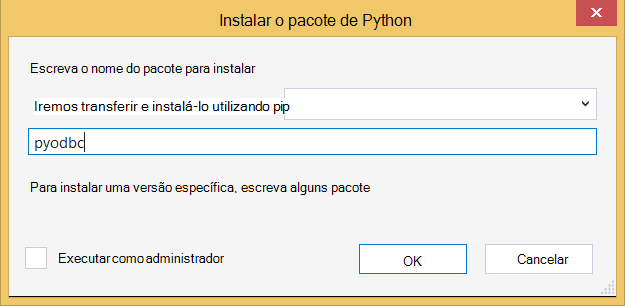 Instalar o pacote de Python
Escreva o nome do pacote para instalar
Iremos transferir e instalá-lo utilizando pip
pyodbc
Para instalar uma versão específica, escreva alguns pacote
Executar como administrador
OK
Cancelar